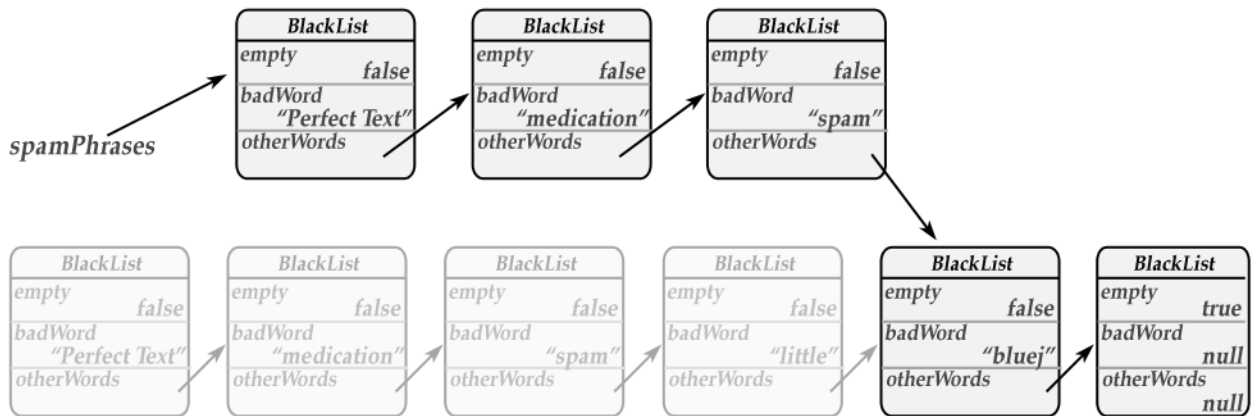 BlackList BlackList BlackList
empty empty empty
false false false
badWord badWord badWord
“Perfect Text” “medication” “spam”
otherWords otherWords otherWords
spamPhrases
BlackList BlackList BlackList BlackList BlackList BlackList
empty empty empty empty empty empty
false false false false false true
badWord badWord badWord badWord badWord badWord
“Perfect Text” “medication” “spam” “little” “bluej” null
otherWords otherWords otherWords otherWords otherWords otherWords
null